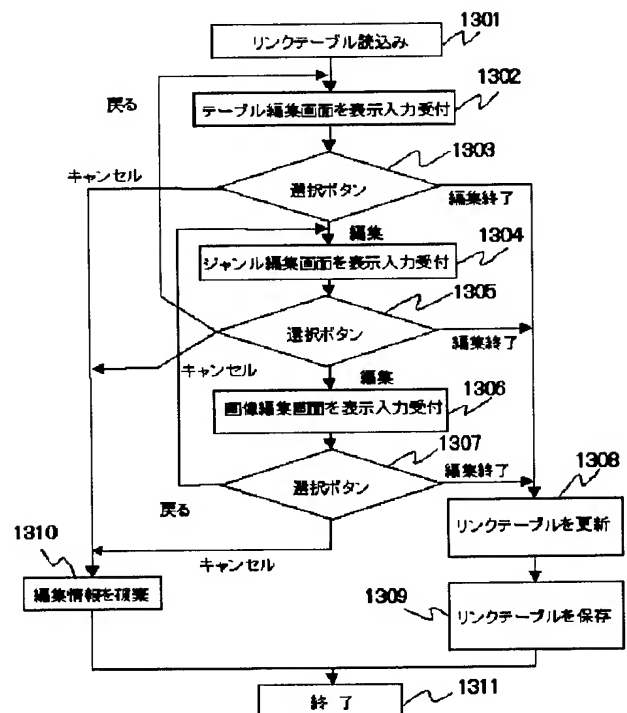 1301
リンクテーブル読込み
1302
戻る
テーブル編集画面を表示入力受付
1303
キャンセル
選択ボタン
編集終了
編集
1304
ジャンル編集画面を表示入力受付
1305
選択ボタン
編集終了
キャンセル
編集
1306
画像編集画面を表示入力受付
1307
編集終了
選択ボタン
1308
戻る
リンクテーブルを更新
1310
キャンセル
編集情報を破棄
1309
リンクテーブルを保存
1311
終了